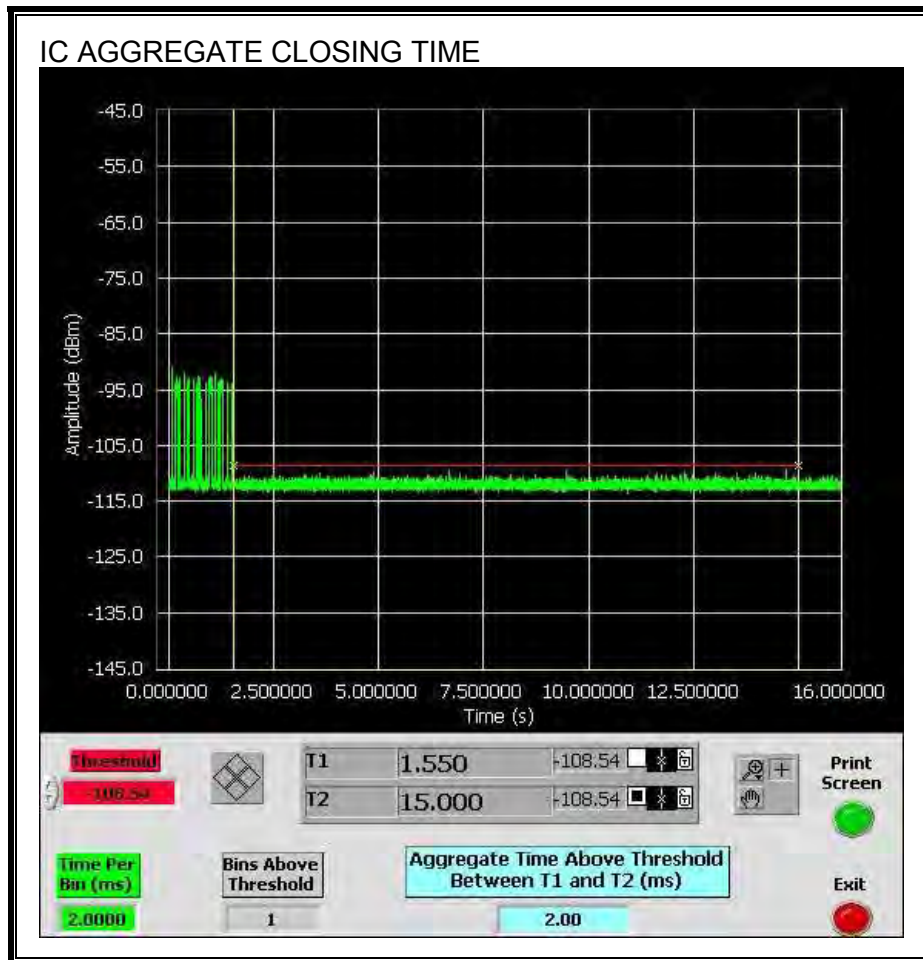 IC AGGREGATE CLOSING TIME
-45.0
-55.0
-65.0
-75.0
-85.0
-95.0
-105.0
-115.0
-125.0
-135.0
-145.0
Amplitude (dBm)
0.000000 2.500000 5.000000 7.500000 10.000000 12.500000 16.000000
Time (s)
Threshold
-108.54
T1 1.550 -108.54
T2 15.000 -108.54
Print
Screen
Time Per
Bin (ms)
2.0000
Bins Above
Threshold
1
Aggregate Time Above Threshold
Between T1 and T2 (ms)
2.00
Exit